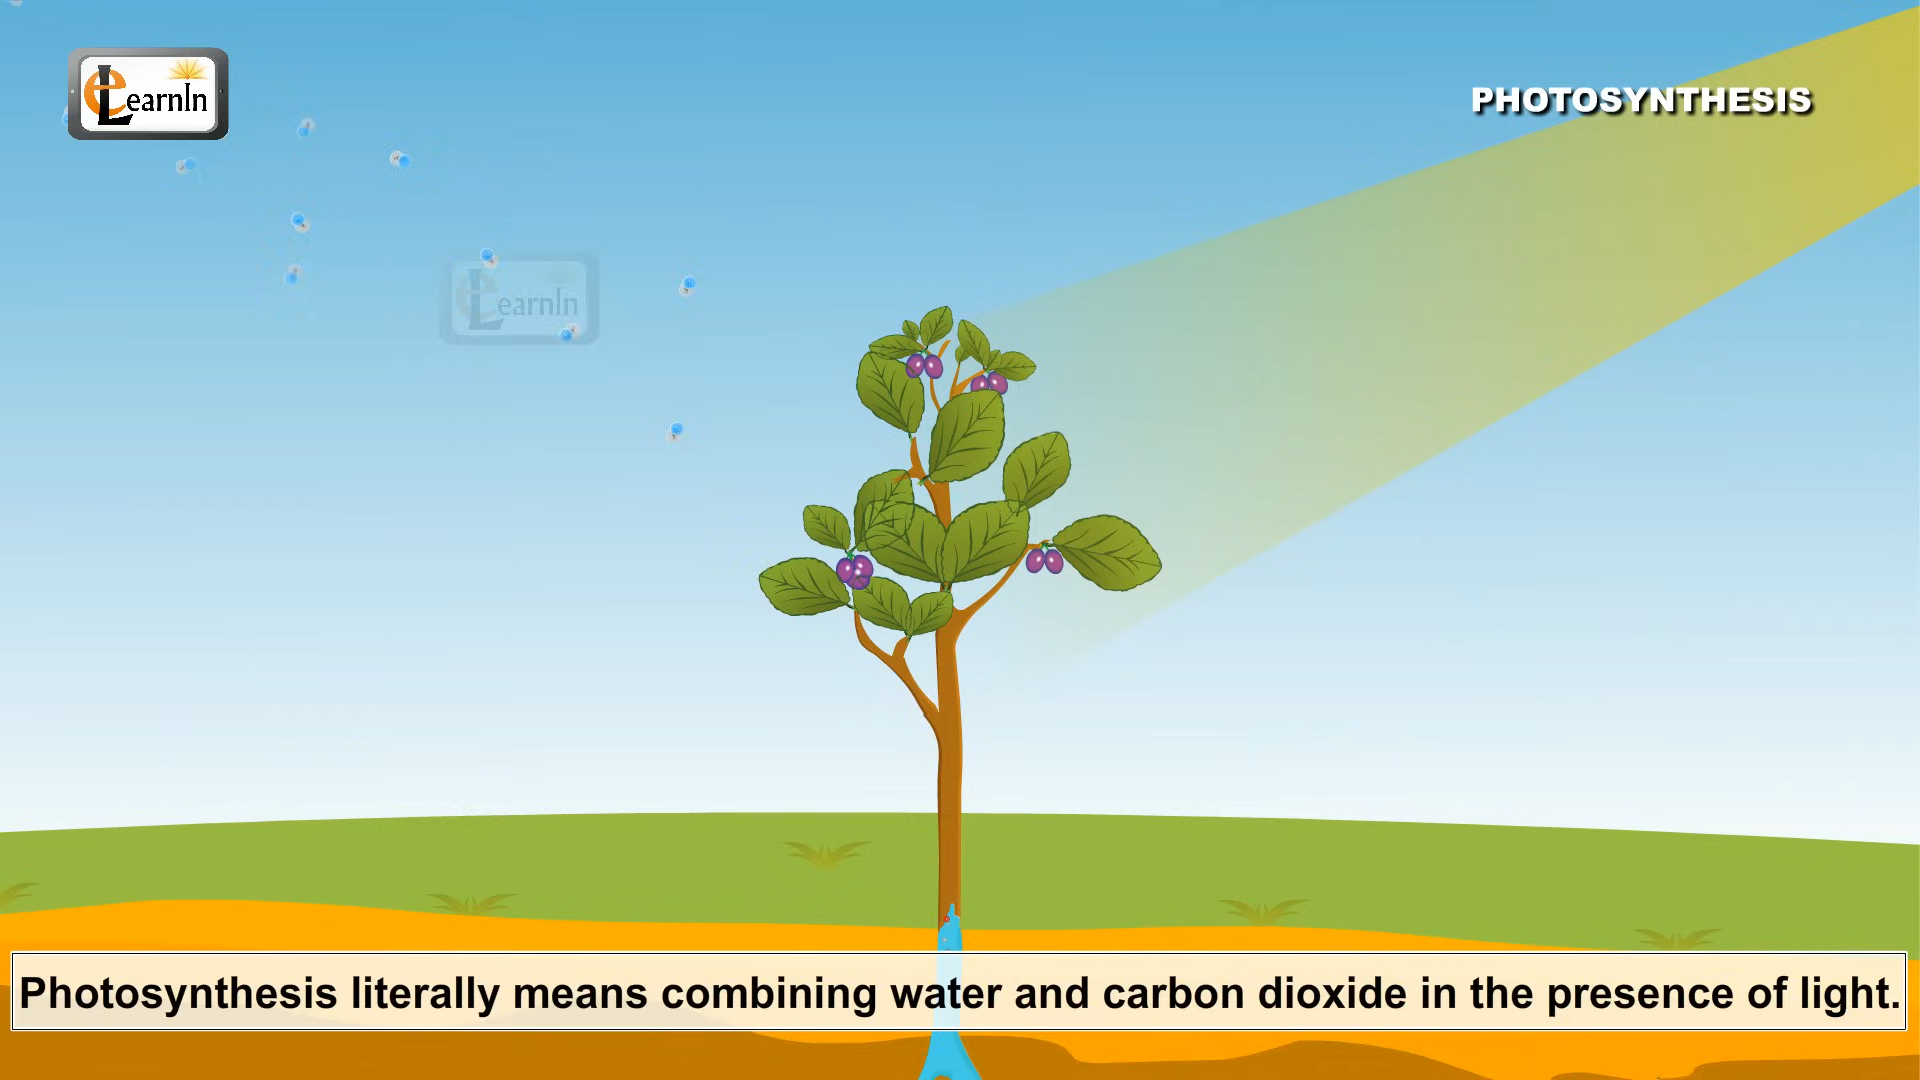 eLearnIn
PHOTOSYNTHESIS
eLearnIn
Photosynthesis literally means combining water and carbon dioxide in the presence of light.